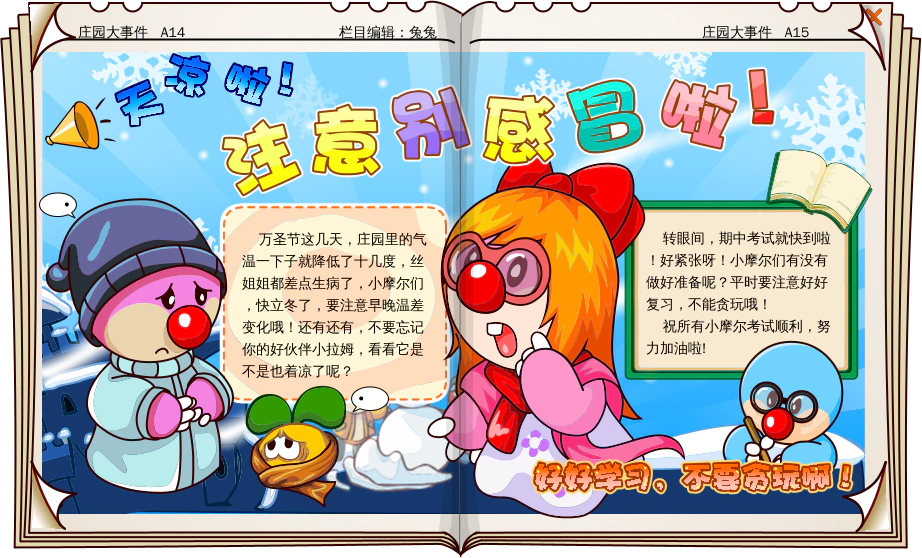 庄园大事件 A14
栏目编辑：兔兔
庄园大事件 A15
天凉啦！
注意别感冒啦！
万圣节这几天，庄园里的气
温一下子就降低了十几度，丝
姐姐都差点生病了，小摩尔们
，快立冬了，要注意早晚温差
变化哦！还有还有，不要忘记
你的好伙伴小拉姆，看看它是
不是也着凉了呢？
转眼间，期中考试就快到啦
！好紧张呀！小摩尔们有没有
做好准备呢？平时要注意好好
复习，不能贪玩哦！
祝所有小摩尔考试顺利，努
力加油啦!
好好学习。不要贪玩啊！